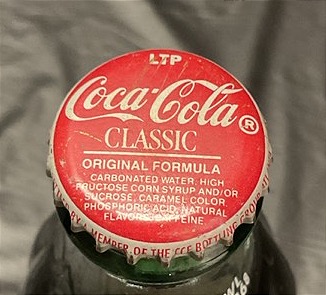 LTP
Coca-Cola®
CLASSIC
ORIGINAL FORMULA
CARBONATED WATER, HIGH
FRUCTOSE CORN SYRUP AND/OR
SUCROSE, CARAMEL COLOR,
PHOSPHORIC ACID, NATURAL
FLAVORS, CAFFEINE
A MEMBER OF THE CCE BOTTLING